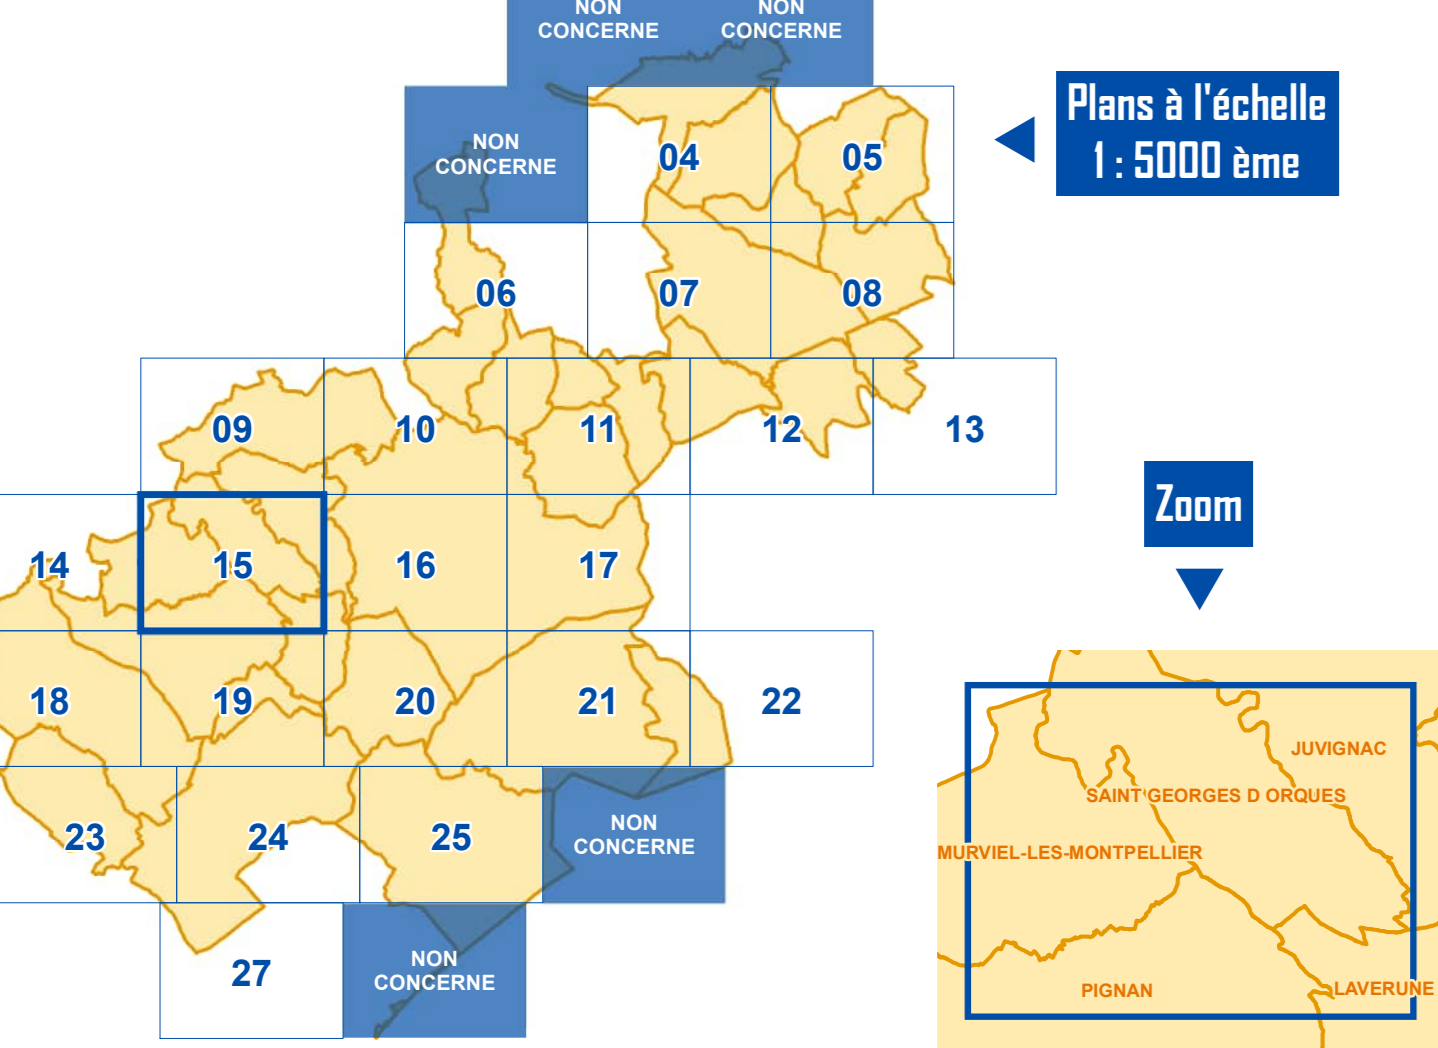 NON
CONCERNE
NON
CONCERNE
Plans à l'échelle
1 : 5000 ème
NON
CONCERNE
04
05
06
07
08
09
10
11
12
13
Zoom
14
15
16
17
18
19
20
21
22
JUVIGNAC
SAINT GEORGES D ORQUES
MURVIEL-LES-MONTPELLIER
PIGNAN
LAVERUNE
23
24
25
NON
CONCERNE
27
NON
CONCERNE